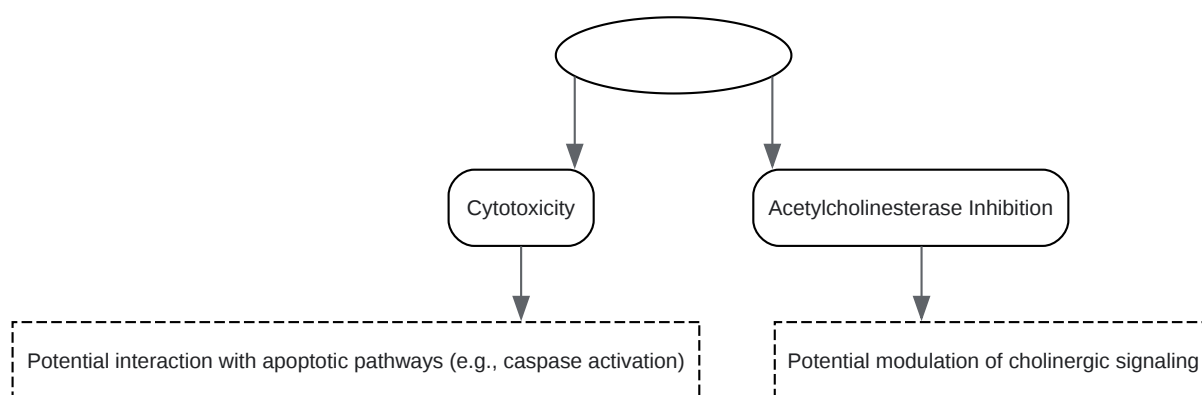 Cytotoxicity
Acetylcholinesterase Inhibition
Potential interaction with apoptotic pathways (e.g., caspase activation)
Potential modulation of cholinergic signaling